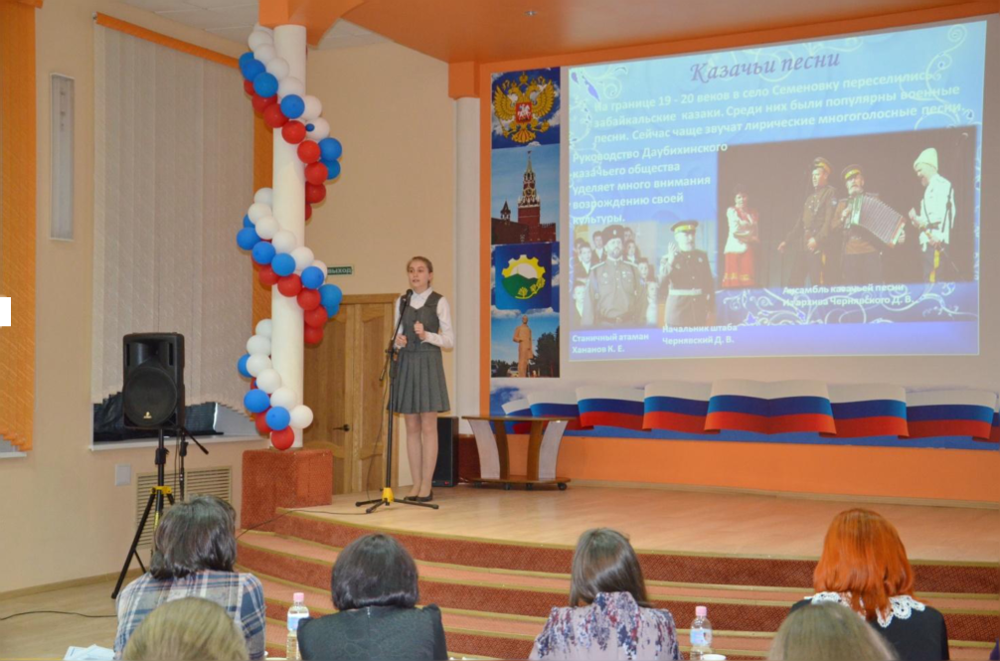 Казачьи песни
На границе 19 - 20 веков в село Семеновку переселились
забайкальские казаки. Среди них были популярны военные
песни. Сейчас чаще звучат лирические многоголосные песни.
Руководство Даубихинского
казачьего общества
уделяет много внимания
возрождению своей
культуры.
Ансамбль казачьей песни
Из архива Чернявского Д. В.
Начальник штаба
Чернявский Д. В.
Станичный атаман
Хананов К. Е.